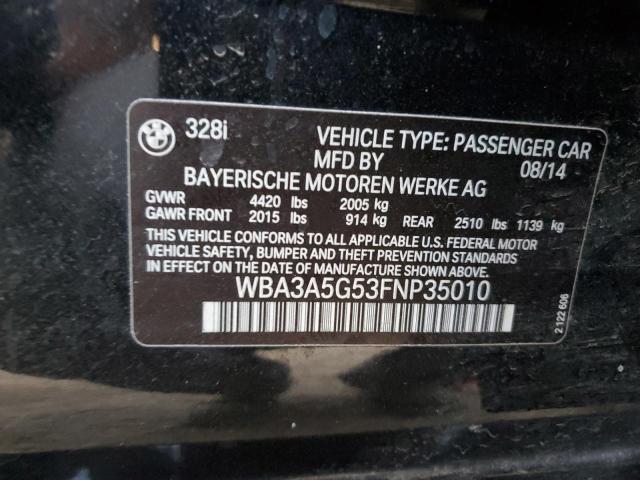 328i VEHICLE TYPE: PASSENGER CAR
MFD BY 08/14
BAYERISCHE MOTOREN WERKE AG
GVWR 4420 lbs 2005 kg
GAWR FRONT 2015 lbs 914 kg REAR 2510 lbs 1139 kg
THIS VEHICLE CONFORMS TO ALL APPLICABLE U.S. FEDERAL MOTOR
VEHICLE SAFETY, BUMPER AND THEFT PREVENTION STANDARDS
IN EFFECT ON THE DATE OF MANUFACTURE SHOWN ABOVE.
WBA3A5G53FNP35010
2 122 606